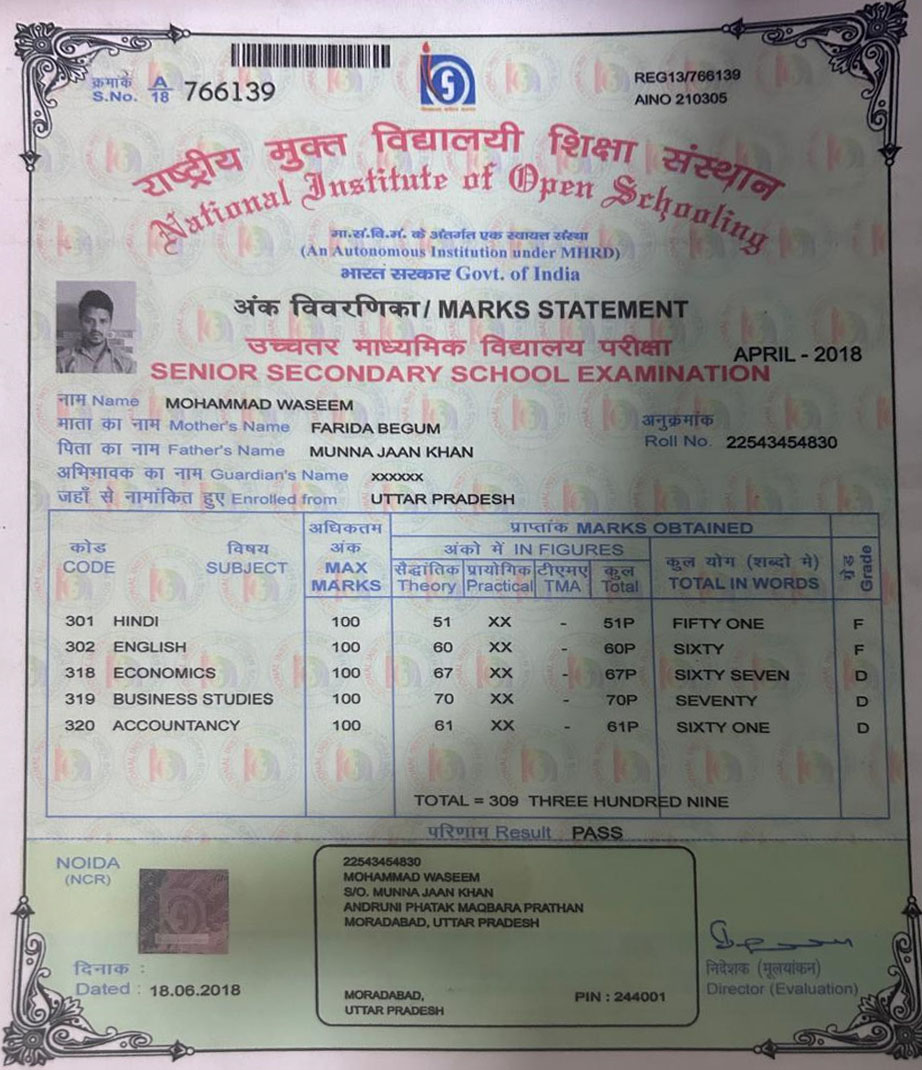 क्रमांक A
S.No. 18 766139
REG13/766139
AINO 210305
राष्ट्रीय मुक्त विद्यालयी शिक्षा संस्थान
National Institute of Open Schooling
मा.सं.वि.मं. के अंतर्गत एक स्वायत्त संस्था
(An Autonomous Institution under MHRD)
भारत सरकार Govt. of India
अंक विवरणिका/ MARKS STATEMENT
उच्चतर माध्यमिक विद्यालय परीक्षा
APRIL - 2018
SENIOR SECONDARY SCHOOL EXAMINATION
नाम Name MOHAMMAD WASEEM
माता का नाम Mother's Name FARIDA BEGUM
अनुक्रमांक
Roll No. 22543454830
पिता का नाम Father's Name MUNNA JAAN KHAN
अभिभावक का नाम Guardian's Name xxxxxx
जहाँ से नामांकित हुए Enrolled from UTTAR PRADESH
कोड
CODE
विषय
SUBJECT
अधिकतम
अंक
MAX
MARKS
प्राप्तांक MARKS OBTAINED
अंको में IN FIGURES
सैद्धांतिक
Theory
प्रायोगिक
Practical
टीएमए
TMA
कुल
Total
कुल योग (शब्दो मे)
TOTAL IN WORDS
ग्रेड
Grade
301 HINDI 100 51 XX - 51P FIFTY ONE F
302 ENGLISH 100 60 XX - 60P SIXTY F
318 ECONOMICS 100 67 XX - 67P SIXTY SEVEN D
319 BUSINESS STUDIES 100 70 XX - 70P SEVENTY D
320 ACCOUNTANCY 100 61 XX - 61P SIXTY ONE D
TOTAL = 309 THREE HUNDRED NINE
परिणाम Result : PASS
NOIDA
(NCR)
22543454830
MOHAMMAD WASEEM
S/O. MUNNA JAAN KHAN
ANDRUNI PHATAK MAQBARA PRATHAN
MORADABAD, UTTAR PRADESH
MORADABAD, PIN : 244001
UTTAR PRADESH
दिनाक :
Dated : 18.06.2018
निदेशक (मूलयांकन)
Director (Evaluation)